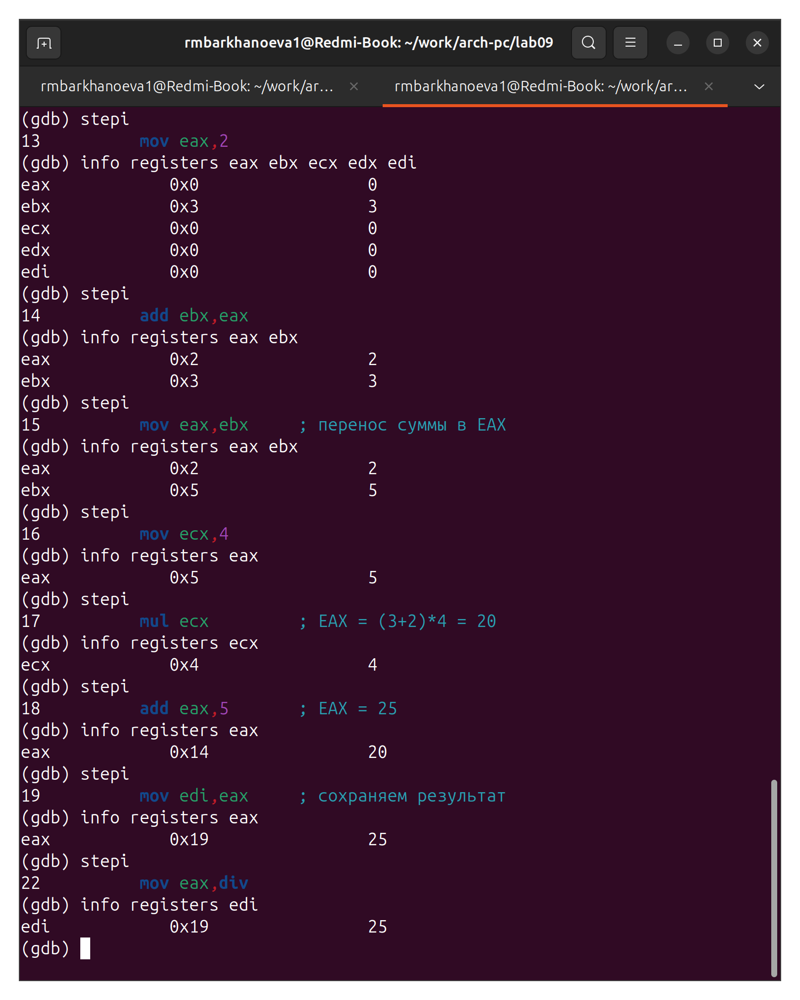 rmbarkhanoeva1@Redmi-Book: ~/work/arch-pc/lab09
rmbarkhanoeva1@Redmi-Book: ~/work/ar… × rmbarkhanoeva1@Redmi-Book: ~/work/ar… ×
(gdb) stepi
13          mov eax,2
(gdb) info registers eax ebx ecx edx edi
eax            0x0                 0
ebx            0x3                 3
ecx            0x0                 0
edx            0x0                 0
edi            0x0                 0
(gdb) stepi
14          add ebx,eax
(gdb) info registers eax ebx
eax            0x2                 2
ebx            0x3                 3
(gdb) stepi
15          mov eax,ebx     ; перенос суммы в EAX
(gdb) info registers eax ebx
eax            0x2                 2
ebx            0x5                 5
(gdb) stepi
16          mov ecx,4
(gdb) info registers eax
eax            0x5                 5
(gdb) stepi
17          mul ecx         ; EAX = (3+2)*4 = 20
(gdb) info registers ecx
ecx            0x4                 4
(gdb) stepi
18          add eax,5       ; EAX = 25
(gdb) info registers eax
eax            0x14                20
(gdb) stepi
19          mov edi,eax     ; сохраняем результат
(gdb) info registers eax
eax            0x19                25
(gdb) stepi
22          mov eax,div
(gdb) info registers edi
edi            0x19                25
(gdb)